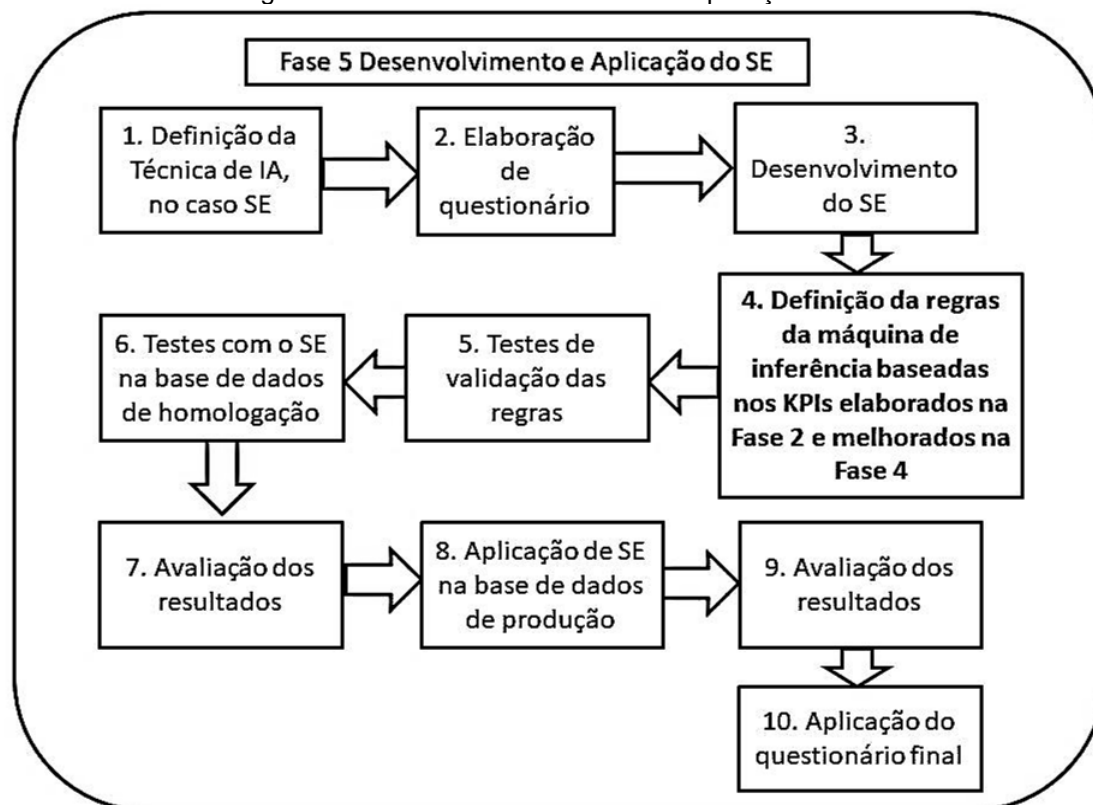 Fase 5 Desenvolvimento e Aplicação do SE
1. Definição da
Técnica de IA,
no caso SE
2. Elaboração
de
questionário
3.
Desenvolvimento
do SE
4. Definição da regras
da máquina de
inferência baseadas
nos KPIs elaborados na
Fase 2 e melhorados na
Fase 4
5. Testes de
validação das
regras
6. Testes com o SE
na base de dados
de homologação
7. Avaliação dos
resultados
8. Aplicação de SE
na base de dados
de produção
9. Avaliação dos
resultados
10. Aplicação do
questionário final